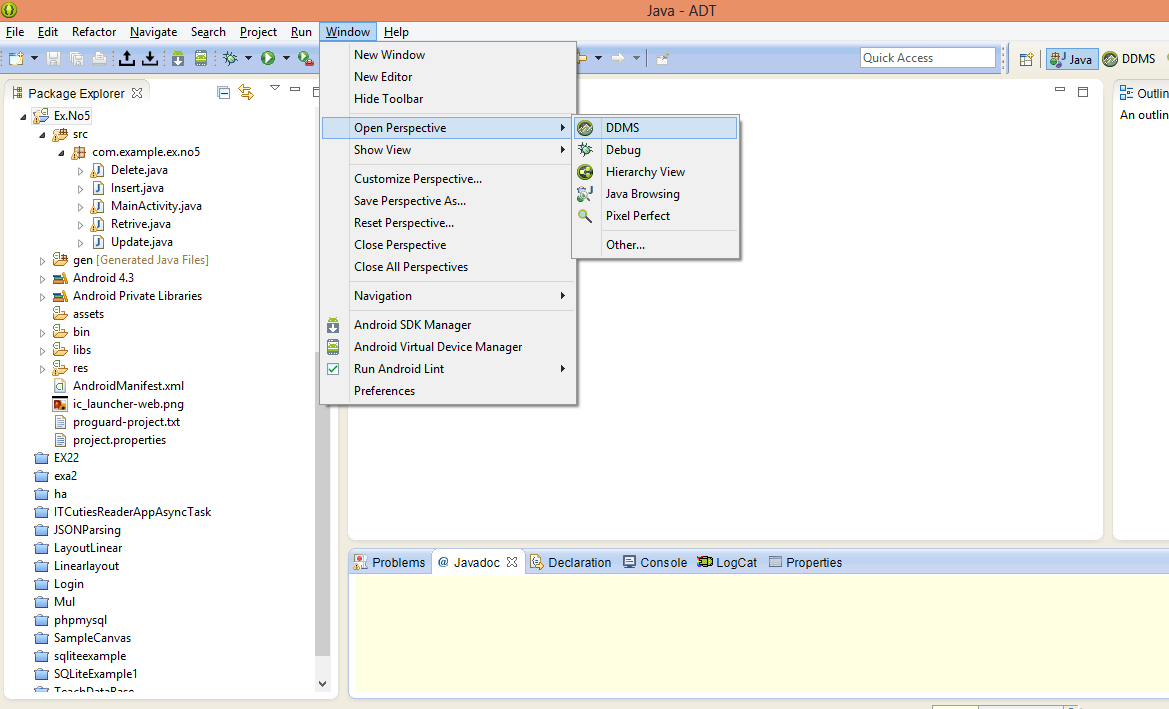 Java - ADT
File Edit Refactor Navigate Search Project Run Window Help
Quick Access
Java
DDMS
Package Explorer
Ex.No5
src
com.example.ex.no5
Delete.java
Insert.java
MainActivity.java
Retrive.java
Update.java
gen [Generated Java Files]
Android 4.3
Android Private Libraries
assets
bin
libs
res
AndroidManifest.xml
ic_launcher-web.png
proguard-project.txt
project.properties
EX22
exa2
ha
ITCutiesReaderAppAsyncTask
JSONParsing
LayoutLinear
Linearlayout
Login
Mul
phpmysql
SampleCanvas
sqliteexample
SQLiteExample1
TeachDataBase
New Window
New Editor
Hide Toolbar
Open Perspective
Show View
Customize Perspective...
Save Perspective As...
Reset Perspective...
Close Perspective
Close All Perspectives
Navigation
Android SDK Manager
Android Virtual Device Manager
Run Android Lint
Preferences
DDMS
Debug
Hierarchy View
Java Browsing
Pixel Perfect
Other...
Outlin
An outlin
Problems @ Javadoc Declaration Console LogCat Properties